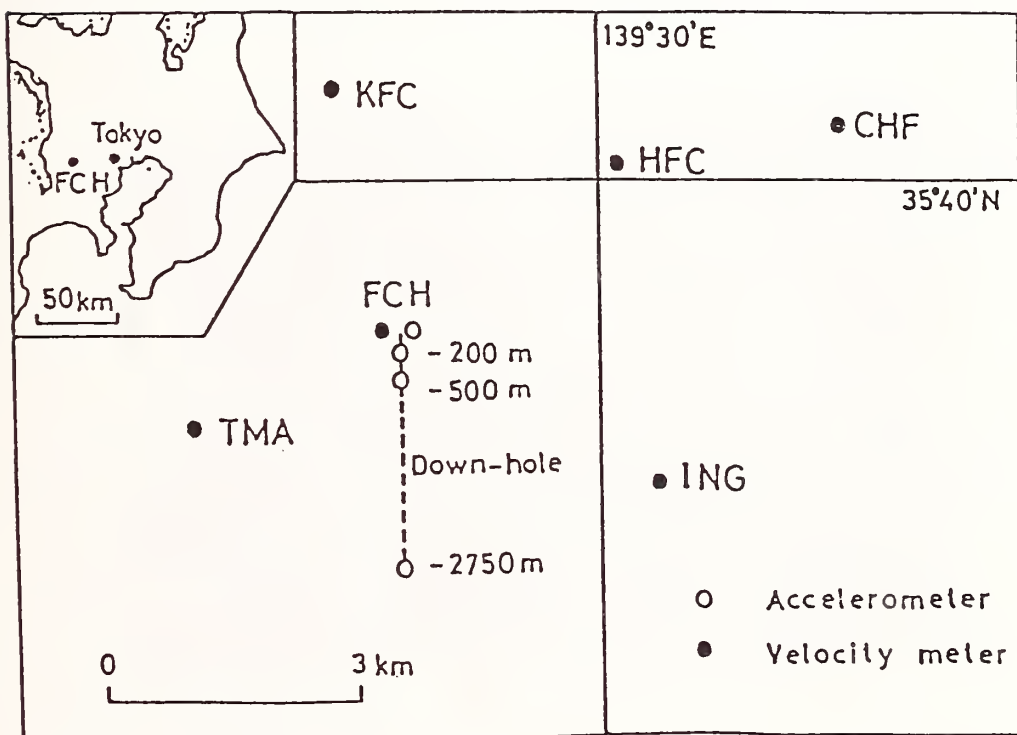 139°30'E
KFC
CHF
Tokyo
HFC
FCH
35°40'N
50km
FCH
-200 m
-500 m
TMA
Down-hole
ING
-2750m
O Accelerometer
● Velocity meter
0 3 km